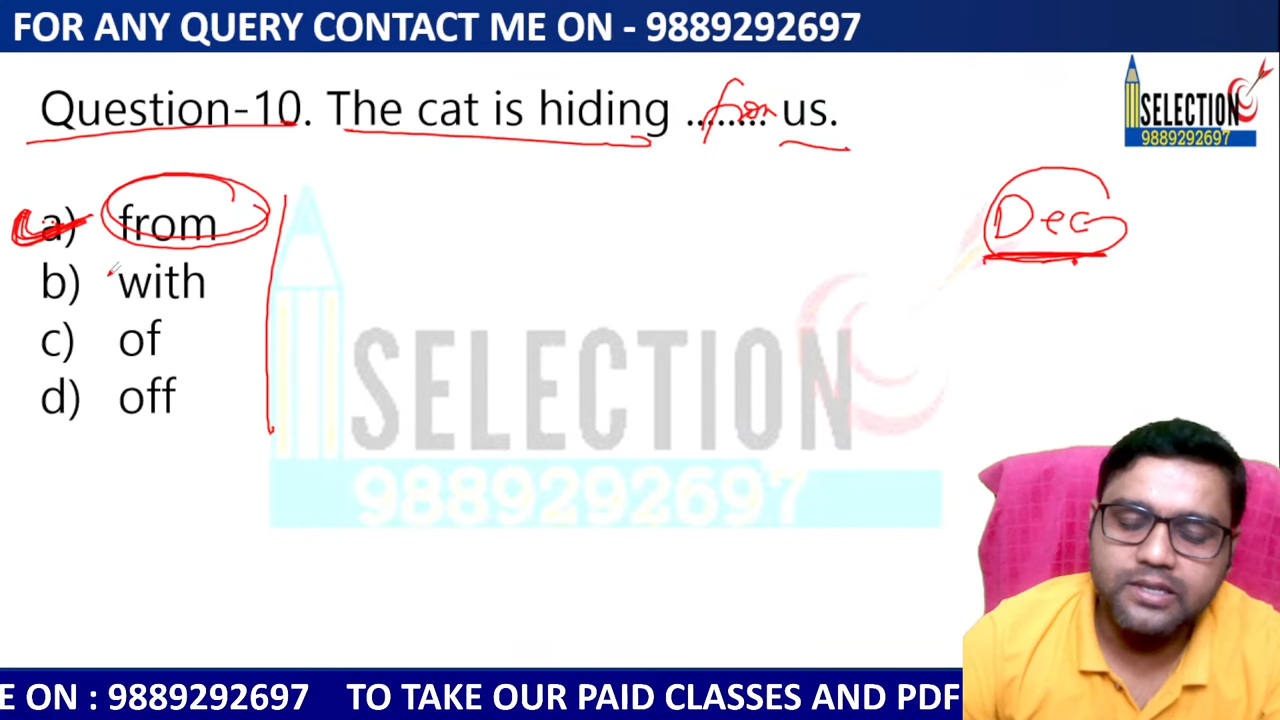 FOR ANY QUERY CONTACT ME ON - 9889292697
Question-10. The cat is hiding ........ us.
from
SELECTION
9889292697
a) from
Dec
b) with
c) of
d) off
SELECTION
9889292697
E ON : 9889292697 TO TAKE OUR PAID CLASSES AND PDF